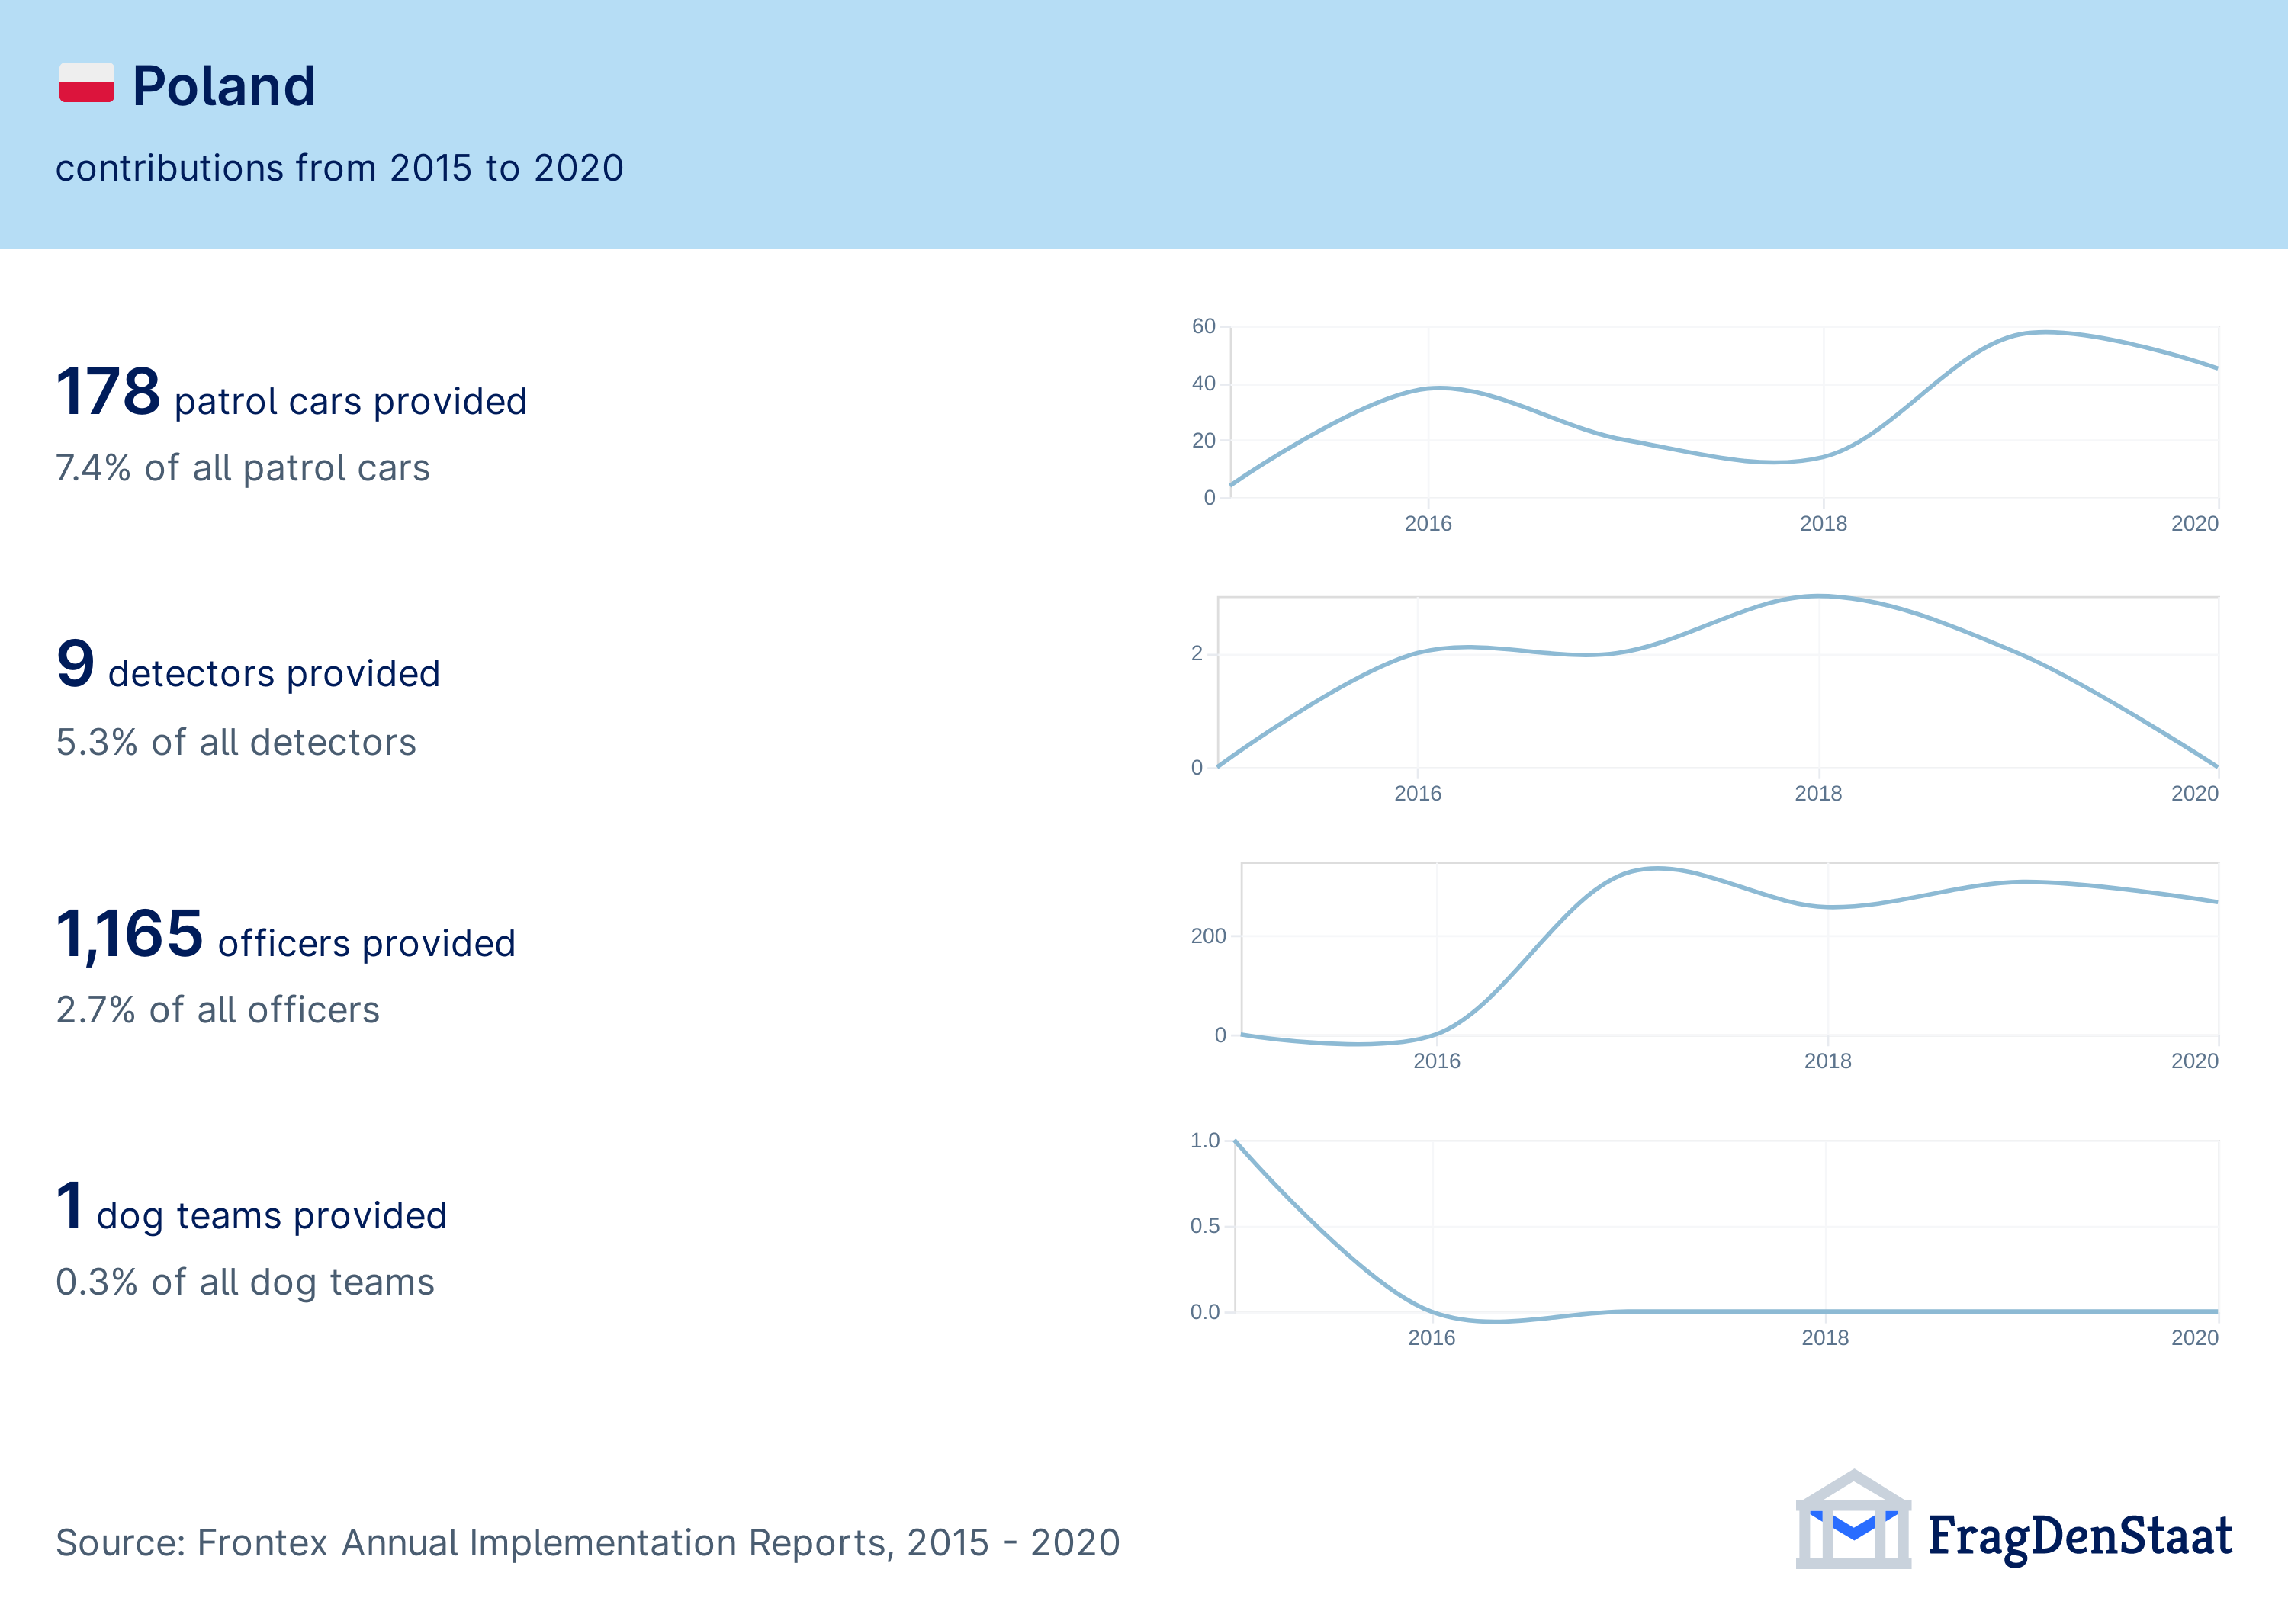 Poland
contributions from 2015 to 2020
178 patrol cars provided
7.4% of all patrol cars
60
40
20
0
2016 2018 2020
9 detectors provided
5.3% of all detectors
2
0
2016 2018 2020
1,165 officers provided
2.7% of all officers
200
0
2016 2018 2020
1 dog teams provided
0.3% of all dog teams
1.0
0.5
0.0
2016 2018 2020
Source: Frontex Annual Implementation Reports, 2015 - 2020
FragDenStaat